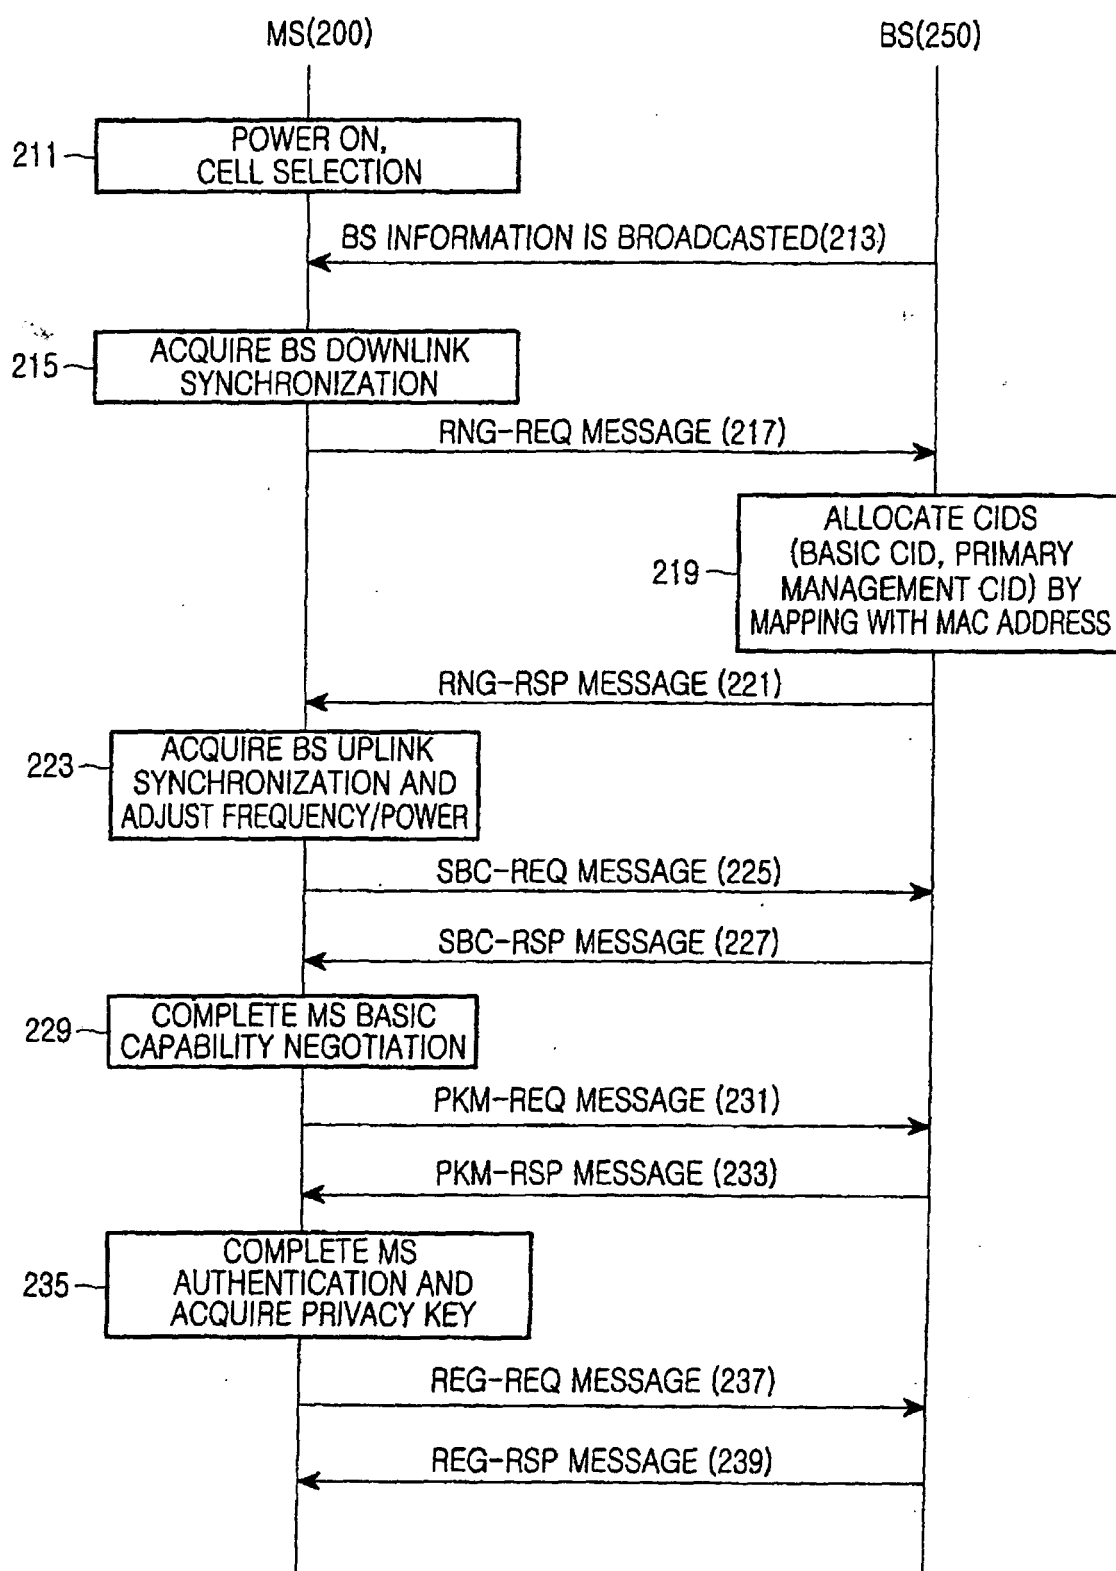 MS(200)
BS(250)
211
POWER ON,
CELL SELECTION
BS INFORMATION IS BROADCASTED(213)
215
ACQUIRE BS DOWNLINK
SYNCHRONIZATION
RNG-REQ MESSAGE (217)
219
ALLOCATE CIDS
(BASIC CID, PRIMARY
MANAGEMENT CID) BY
MAPPING WITH MAC ADDRESS
RNG-RSP MESSAGE (221)
223
ACQUIRE BS UPLINK
SYNCHRONIZATION AND
ADJUST FREQUENCY/POWER
SBC-REQ MESSAGE (225)
SBC-RSP MESSAGE (227)
229
COMPLETE MS BASIC
CAPABILITY NEGOTIATION
PKM-REQ MESSAGE (231)
PKM-RSP MESSAGE (233)
235
COMPLETE MS
AUTHENTICATION AND
ACQUIRE PRIVACY KEY
REG-REQ MESSAGE (237)
REG-RSP MESSAGE (239)